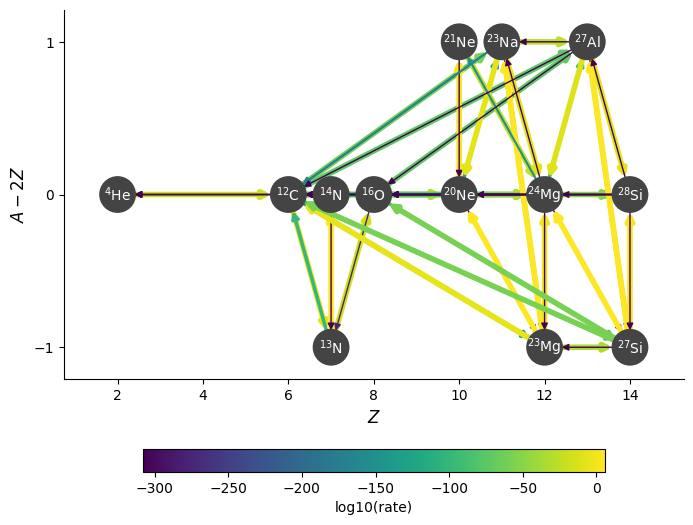 ²¹Ne ²³Na ²⁷Al
1
A − 2Z
0
⁴He ¹²C ¹⁴N ¹⁶O ²⁰Ne ²⁴Mg ²⁸Si
−1
¹³N ²³Mg ²⁷Si
2 4 6 8 10 12 14
Z
−300 −250 −200 −150 −100 −50 0
log10(rate)